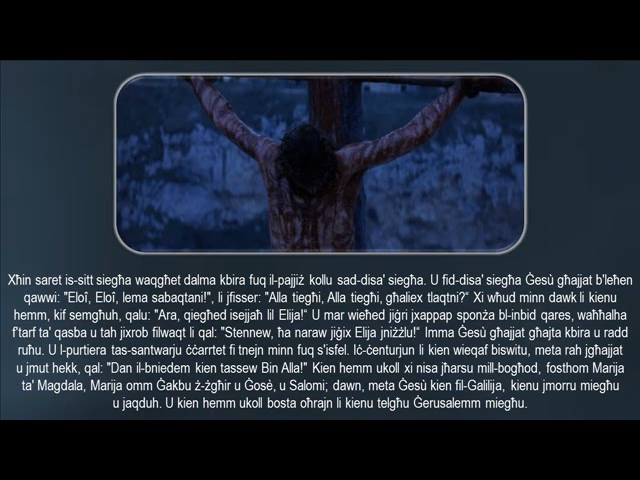 Xħin saret is-sitt siegħa waqgħet dalma kbira fuq il-pajjiż kollu sad-disa' siegħa. U fid-disa' siegħa Ġesù għajjat b'leħen
qawwi: "Eloî, Eloî, lema sabaqtani!", li jfisser: "Alla tiegħi, Alla tiegħi, għaliex tlaqtni?“ Xi wħud minn dawk li kienu
hemm, kif semgħuh, qalu: "Ara, qiegħed isejjaħ lil Elija!“ U mar wieħed jiġri jxappap sponża bl-inbid qares, waħħalha
f'tarf ta' qasba u tah jixrob filwaqt li qal: "Stennew, ħa naraw jiġix Elija jniżżlu!“ Imma Ġesù għajjat għajta kbira u radd
ruħu. U l-purtiera tas-santwarju ċċarrtet fi tnejn minn fuq s'isfel. Iċ-ċenturjun li kien wieqaf biswitu, meta rah jgħajjat
u jmut hekk, qal: "Dan il-bniedem kien tassew Bin Alla!" Kien hemm ukoll xi nisa jħarsu mill-bogħod, fosthom Marija
ta' Magdala, Marija omm Ġakbu ż-żgħir u Ġosè, u Salomi; dawn, meta Ġesù kien fil-Galilija, kienu jmorru miegħu
u jaqduh. U kien hemm ukoll bosta oħrajn li kienu telgħu Ġerusalemm miegħu.